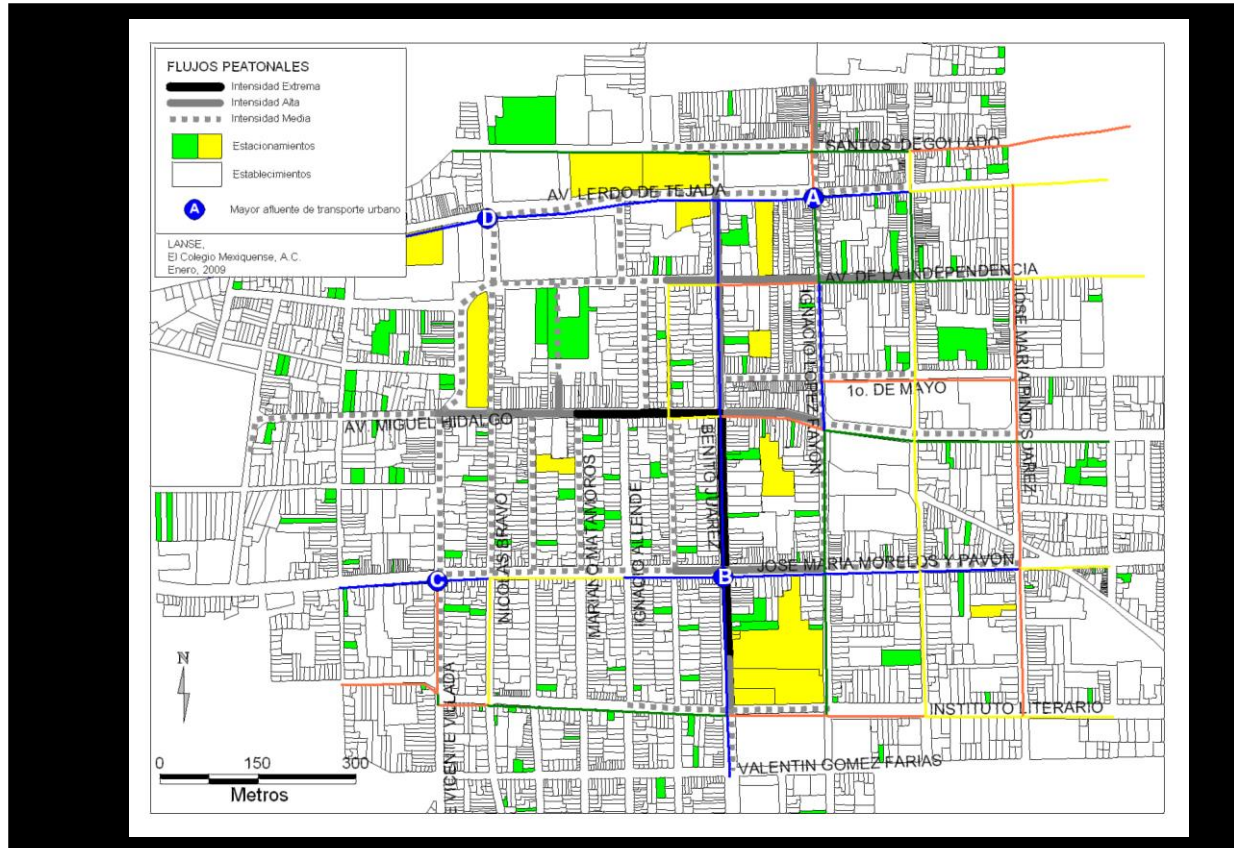 FLUJOS PEATONALES
Intensidad Extrema
Intensidad Alta
Intensidad Media
Estacionamientos
Establecimientos
A Mayor afluente de transporte urbano
LANSE,
El Colegio Mexiquense, A.C.
Enero, 2009
SANTOS DEGOLLADO
AV. LERDO DE TEJADA
A
D
AV. DE LA INDEPENDENCIA
IGNACIO LOPEZ RAYON
JOSE MARIA PINO SUAREZ
1o. DE MAYO
AV. MIGUEL HIDALGO
BENITO JUAREZ
NICOLAS BRAVO
MARIANO MATAMOROS
IGNACIO ALLENDE
JOSE MARIA MORELOS Y PAVON
C
B
E VICENTE VILLADA
INSTITUTO LITERARIO
VALENTIN GOMEZ FARIAS
N
0 150 300
Metros